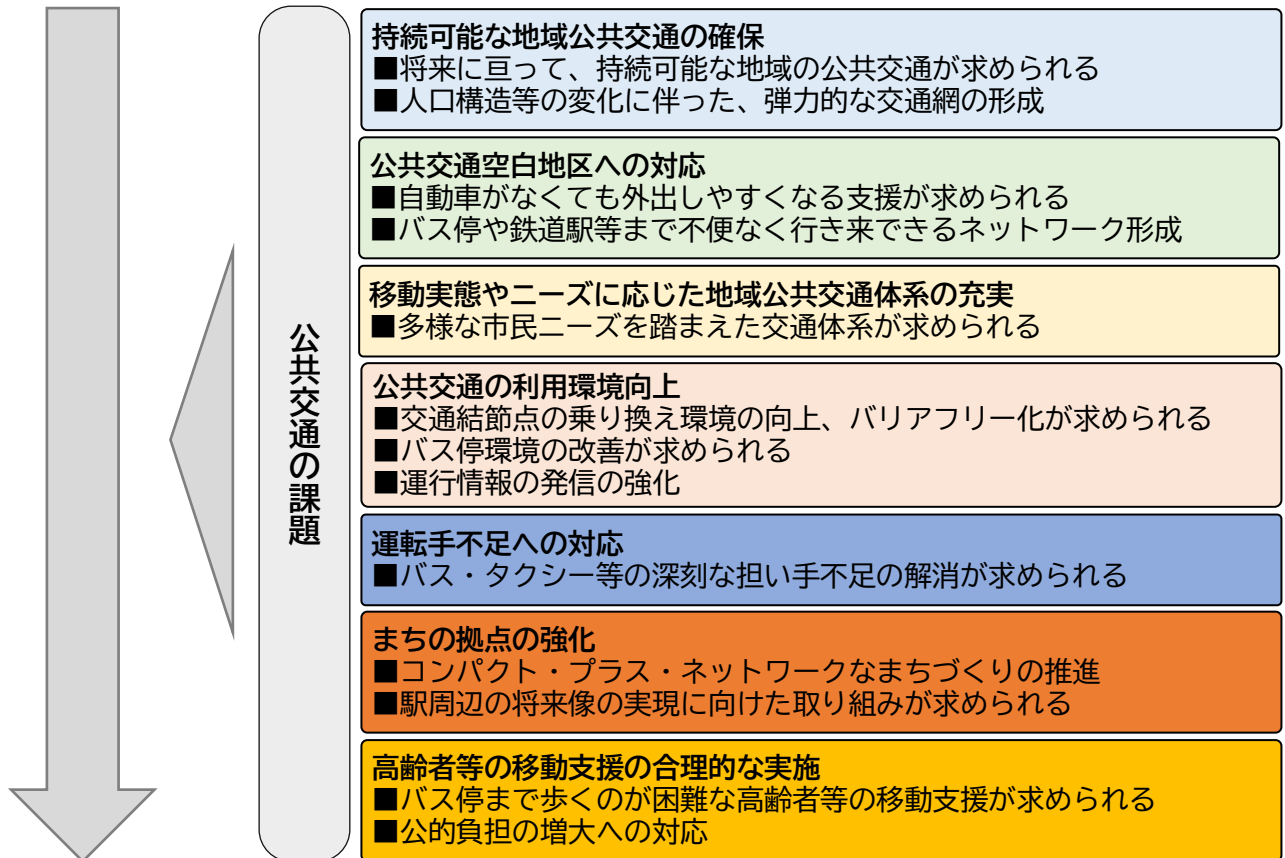 公共交通の課題
持続可能な地域公共交通の確保
■将来に亘って、持続可能な地域の公共交通が求められる
■人口構造等の変化に伴った、弾力的な交通網の形成
公共交通空白地区への対応
■自動車がなくても外出しやすくなる支援が求められる
■バス停や鉄道駅等まで不便なく行き来できるネットワーク形成
移動実態やニーズに応じた地域公共交通体系の充実
■多様な市民ニーズを踏まえた交通体系が求められる
公共交通の利用環境向上
■交通結節点の乗り換え環境の向上、バリアフリー化が求められる
■バス停環境の改善が求められる
■運行情報の発信の強化
運転手不足への対応
■バス・タクシー等の深刻な担い手不足の解消が求められる
まちの拠点の強化
■コンパクト・プラス・ネットワークなまちづくりの推進
■駅周辺の将来像の実現に向けた取り組みが求められる
高齢者等の移動支援の合理的な実施
■バス停まで歩くのが困難な高齢者等の移動支援が求められる
■公的負担の増大への対応